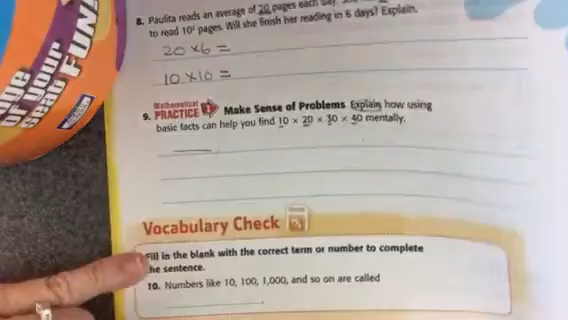 8. Paulita reads an average of 20 pages each day.
to read 10² pages. Will she finish her reading in 6 days? Explain.
20 × 6 =
10 × 10 =
9. Mathematical PRACTICE Make Sense of Problems Explain how using
basic facts can help you find 10 × 20 × 30 × 40 mentally.
Vocabulary Check
Fill in the blank with the correct term or number to complete
the sentence.
10. Numbers like 10, 100, 1,000, and so on are called
of your
seat FUN!